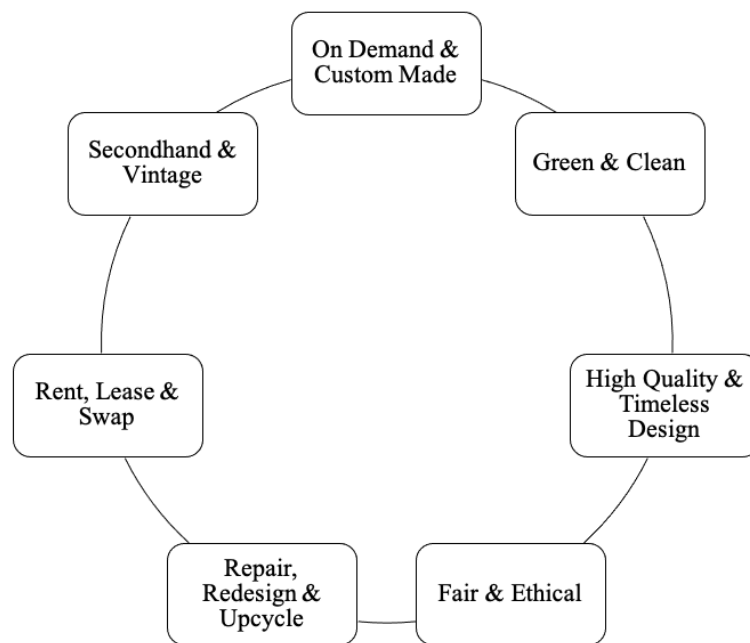 On Demand &
Custom Made
Green & Clean
High Quality &
Timeless
Design
Fair & Ethical
Repair,
Redesign &
Upcycle
Rent, Lease &
Swap
Secondhand &
Vintage